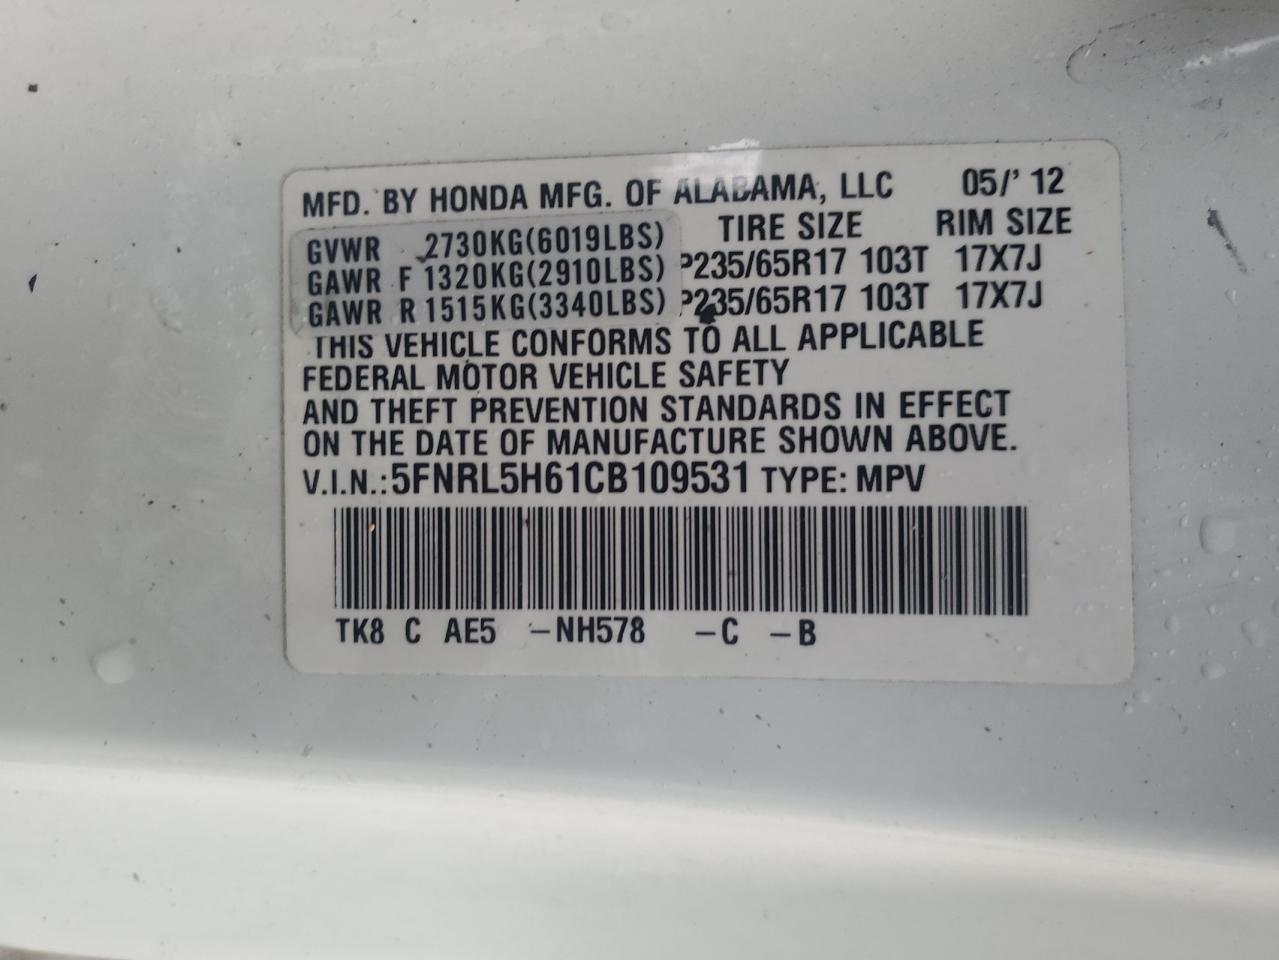 MFD. BY HONDA MFG. OF ALABAMA, LLC 05/'12
TIRE SIZE RIM SIZE
GVWR 2730KG(6019LBS)
GAWR F 1320KG(2910LBS) P235/65R17 103T 17X7J
GAWR R 1515KG(3340LBS) P235/65R17 103T 17X7J
THIS VEHICLE CONFORMS TO ALL APPLICABLE
FEDERAL MOTOR VEHICLE SAFETY
AND THEFT PREVENTION STANDARDS IN EFFECT
ON THE DATE OF MANUFACTURE SHOWN ABOVE.
V.I.N.:5FNRL5H61CB109531 TYPE: MPV
TK8 C AE5 -NH578 -C -B